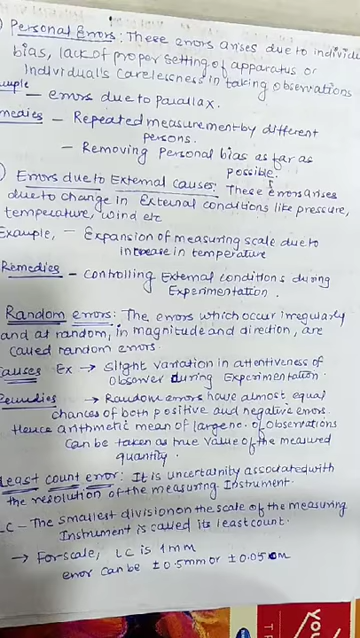 ) Personal Errors: These errors arises due to individu
bias, lack of proper setting of apparatus or
Individual's carelessness in taking observations
ample - errors due to Parallax.
medies - Repeated measurement by different
persons.
- Removing Personal bias as far as
possible.
) Errors due to External Causes: These errors arises
due to change in External conditions like pressure,
temperature, wind etc
Example, - Expansion of measuring scale due to
increase in temperature
Remedies - Controlling External conditions during
Experimentation.
Random errors: The errors which occur irregularly
and at random, in magnitude and direction, are
called random errors.
Causes Ex → Slight variation in attentiveness of
Observer during Experimentation.
Remedies → Random errors have almost equal
chances of both positive and negative errors.
Hence arithmetic mean of large no. of observations
Can be taken as true value of the measured
quantity.
Least count error: It is uncertainity associated with
the resolution of the measuring Instrument.
LC - The smallest division on the scale of the measuring
Instrument is called its least count.
→ For scale, LC is 1mm
error can be ±0.5mm or ±0.05cm
YOU